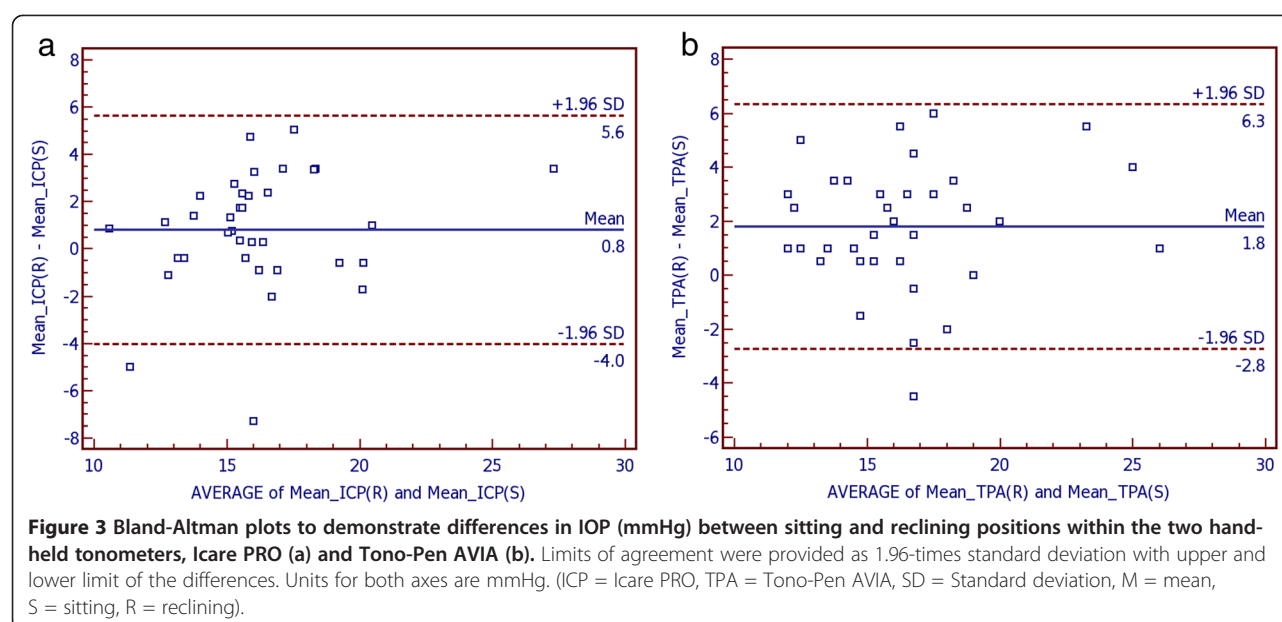 a
8
6
4
2
0
-2
-4
-6
-8
Mean_ICP(R) - Mean_ICP(S)
+1.96 SD
5.6
Mean
0.8
-1.96 SD
-4.0
10 15 20 25 30
AVERAGE of Mean_ICP(R) and Mean_ICP(S)
b
8
6
4
2
0
-2
-4
-6
Mean_TPA(R) - Mean_TPA(S)
+1.96 SD
6.3
Mean
1.8
-1.96 SD
-2.8
10 15 20 25 30
AVERAGE of Mean_TPA(R) and Mean_TPA(S)
Figure 3 Bland-Altman plots to demonstrate differences in IOP (mmHg) between sitting and reclining positions within the two hand-
held tonometers, Icare PRO (a) and Tono-Pen AVIA (b). Limits of agreement were provided as 1.96-times standard deviation with upper and
lower limit of the differences. Units for both axes are mmHg. (ICP = Icare PRO, TPA = Tono-Pen AVIA, SD = Standard deviation, M = mean,
S = sitting, R = reclining).